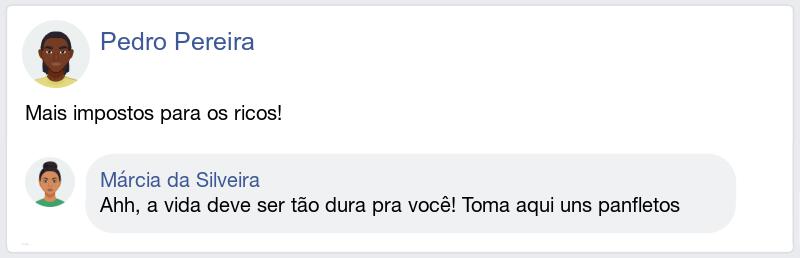 Pedro Pereira
Mais impostos para os ricos!
Márcia da Silveira
Ahh, a vida deve ser tão dura pra você! Toma aqui uns panfletos